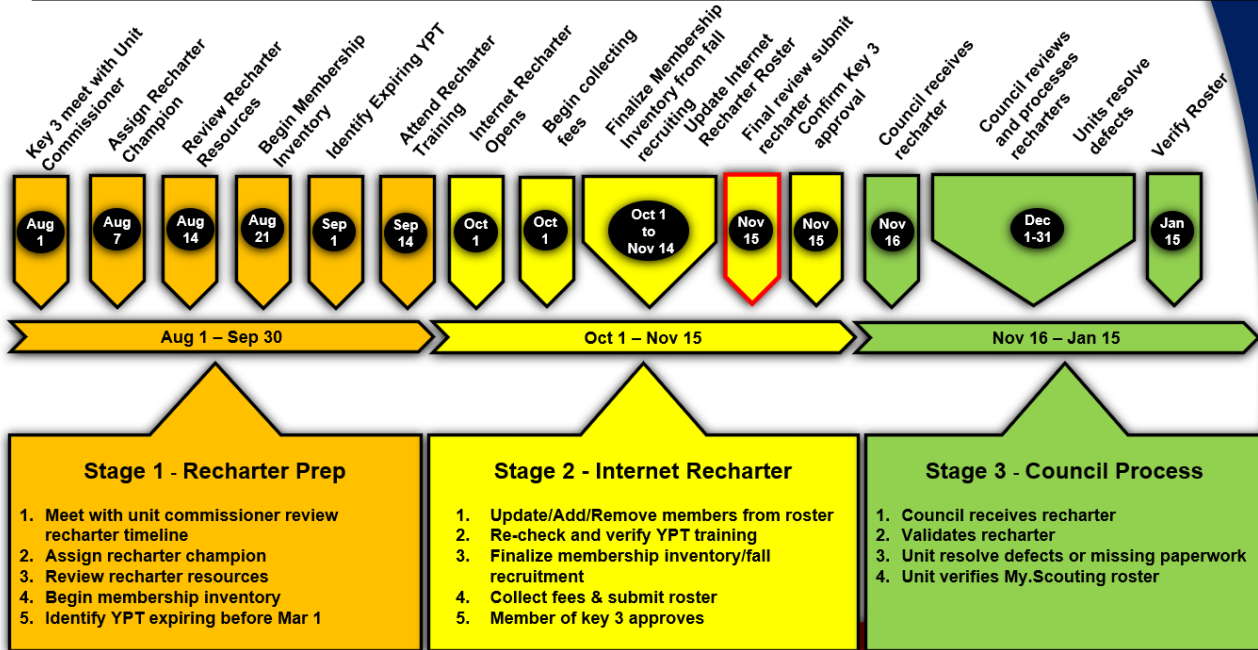 Key 3 meet with Unit
Commissioner
Assign Recharter
Champion
Review Recharter
Resources
Begin Membership
Inventory
Identify Expiring YPT
Attend Recharter
Training
Internet Recharter
Opens
Begin collecting
fees
Finalize Membership
Inventory from fall
recruiting
Update Internet
Recharter Roster
Final review submit
recharter
Confirm Key 3
approval
Council receives
recharter
Council reviews
and processes
recharters
Units resolve
defects
Verify Roster
Aug
1
Aug
7
Aug
14
Aug
21
Sep
1
Sep
14
Oct
1
Oct
1
Oct 1
to
Nov 14
Nov
15
Nov
15
Nov
16
Dec
1-31
Jan
15
Aug 1 – Sep 30
Oct 1 – Nov 15
Nov 16 – Jan 15
Stage 1 - Recharter Prep
1. Meet with unit commissioner review
recharter timeline
2. Assign recharter champion
3. Review recharter resources
4. Begin membership inventory
5. Identify YPT expiring before Mar 1
Stage 2 - Internet Recharter
1. Update/Add/Remove members from roster
2. Re-check and verify YPT training
3. Finalize membership inventory/fall
recruitment
4. Collect fees & submit roster
5. Member of key 3 approves
Stage 3 - Council Process
1. Council receives recharter
2. Validates recharter
3. Unit resolve defects or missing paperwork
4. Unit verifies My.Scouting roster